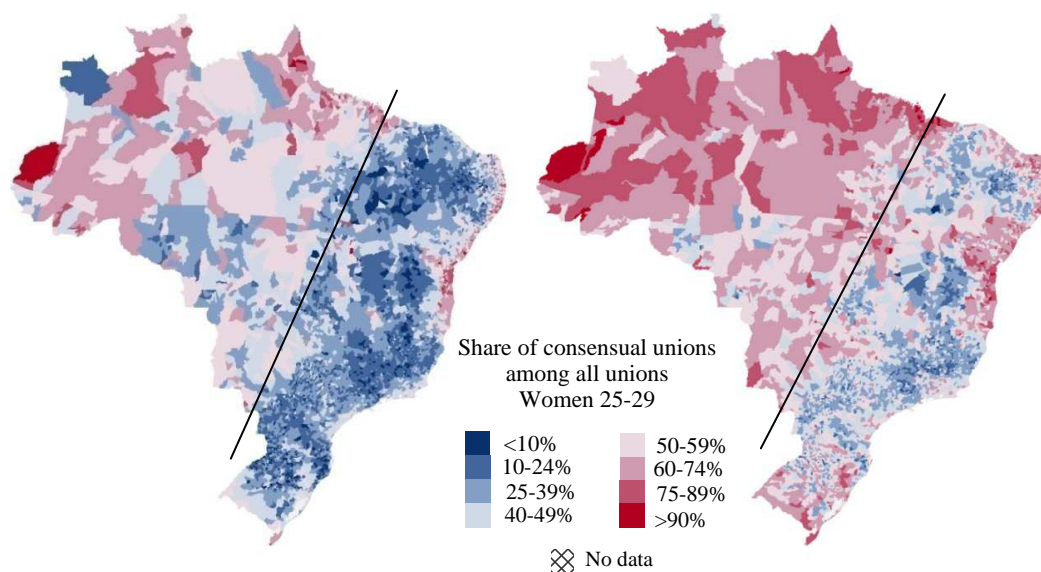 Share of consensual unions
among all unions
Women 25-29
<10%
10-24%
25-39%
40-49%
50-59%
60-74%
75-89%
>90%
No data